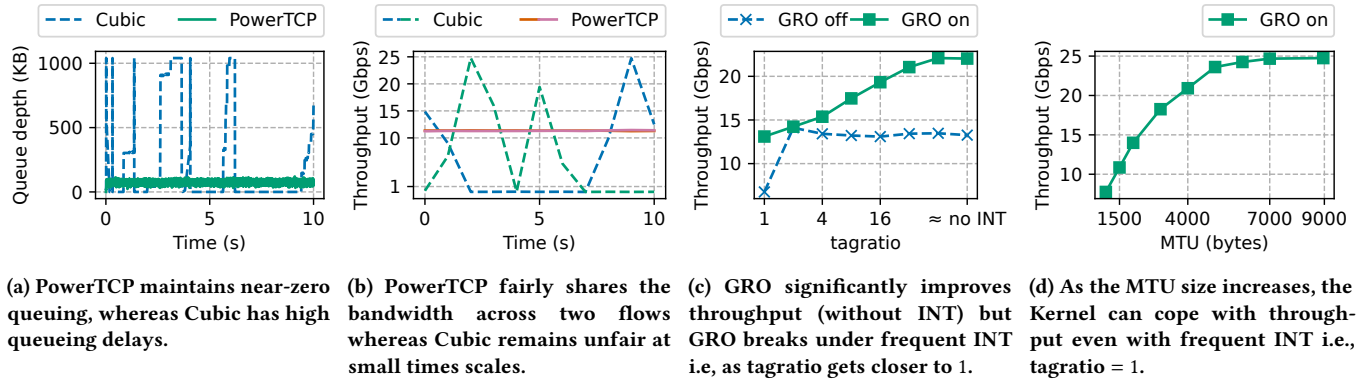 Cubic PowerTCP
Queue depth (KB)
1000
500
0
0 5 10
Time (s)
(a) PowerTCP maintains near-zero
queuing, whereas Cubic has high
queueing delays.
Cubic PowerTCP
Throughput (Gbps)
25
20
15
10
1
0 5 10
Time (s)
(b) PowerTCP fairly shares the
bandwidth across two flows
whereas Cubic remains unfair at
small times scales.
GRO off GRO on
Throughput (Gbps)
20
15
10
1 4 16 ≈ no INT
tagratio
(c) GRO significantly improves
throughput (without INT) but
GRO breaks under frequent INT
i.e, as tagratio gets closer to 1.
GRO on
Throughput (Gbps)
25
20
15
10
1500 4000 7000 9000
MTU (bytes)
(d) As the MTU size increases, the
Kernel can cope with through-
put even with frequent INT i.e.,
tagratio = 1.